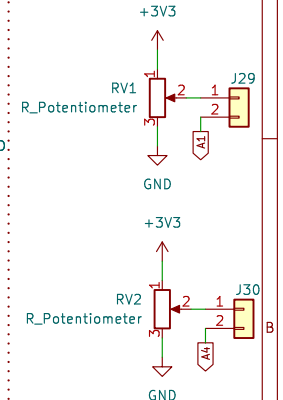 +3V3
1
RV1
R_Potentiometer
2
3
1
2
J29
A1
GND
+3V3
1
RV2
R_Potentiometer
2
3
1
2
J30
A4
GND
B